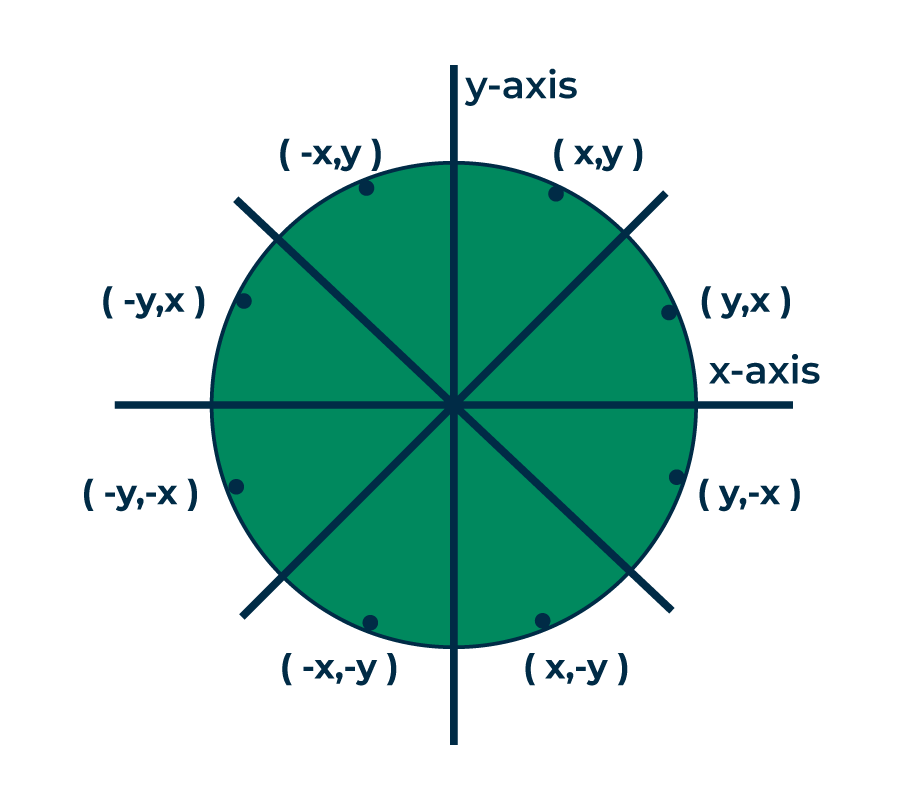 y-axis
( -x,y )
( x,y )
( -y,x )
( y,x )
x-axis
( -y,-x )
( y,-x )
( -x,-y )
( x,-y )